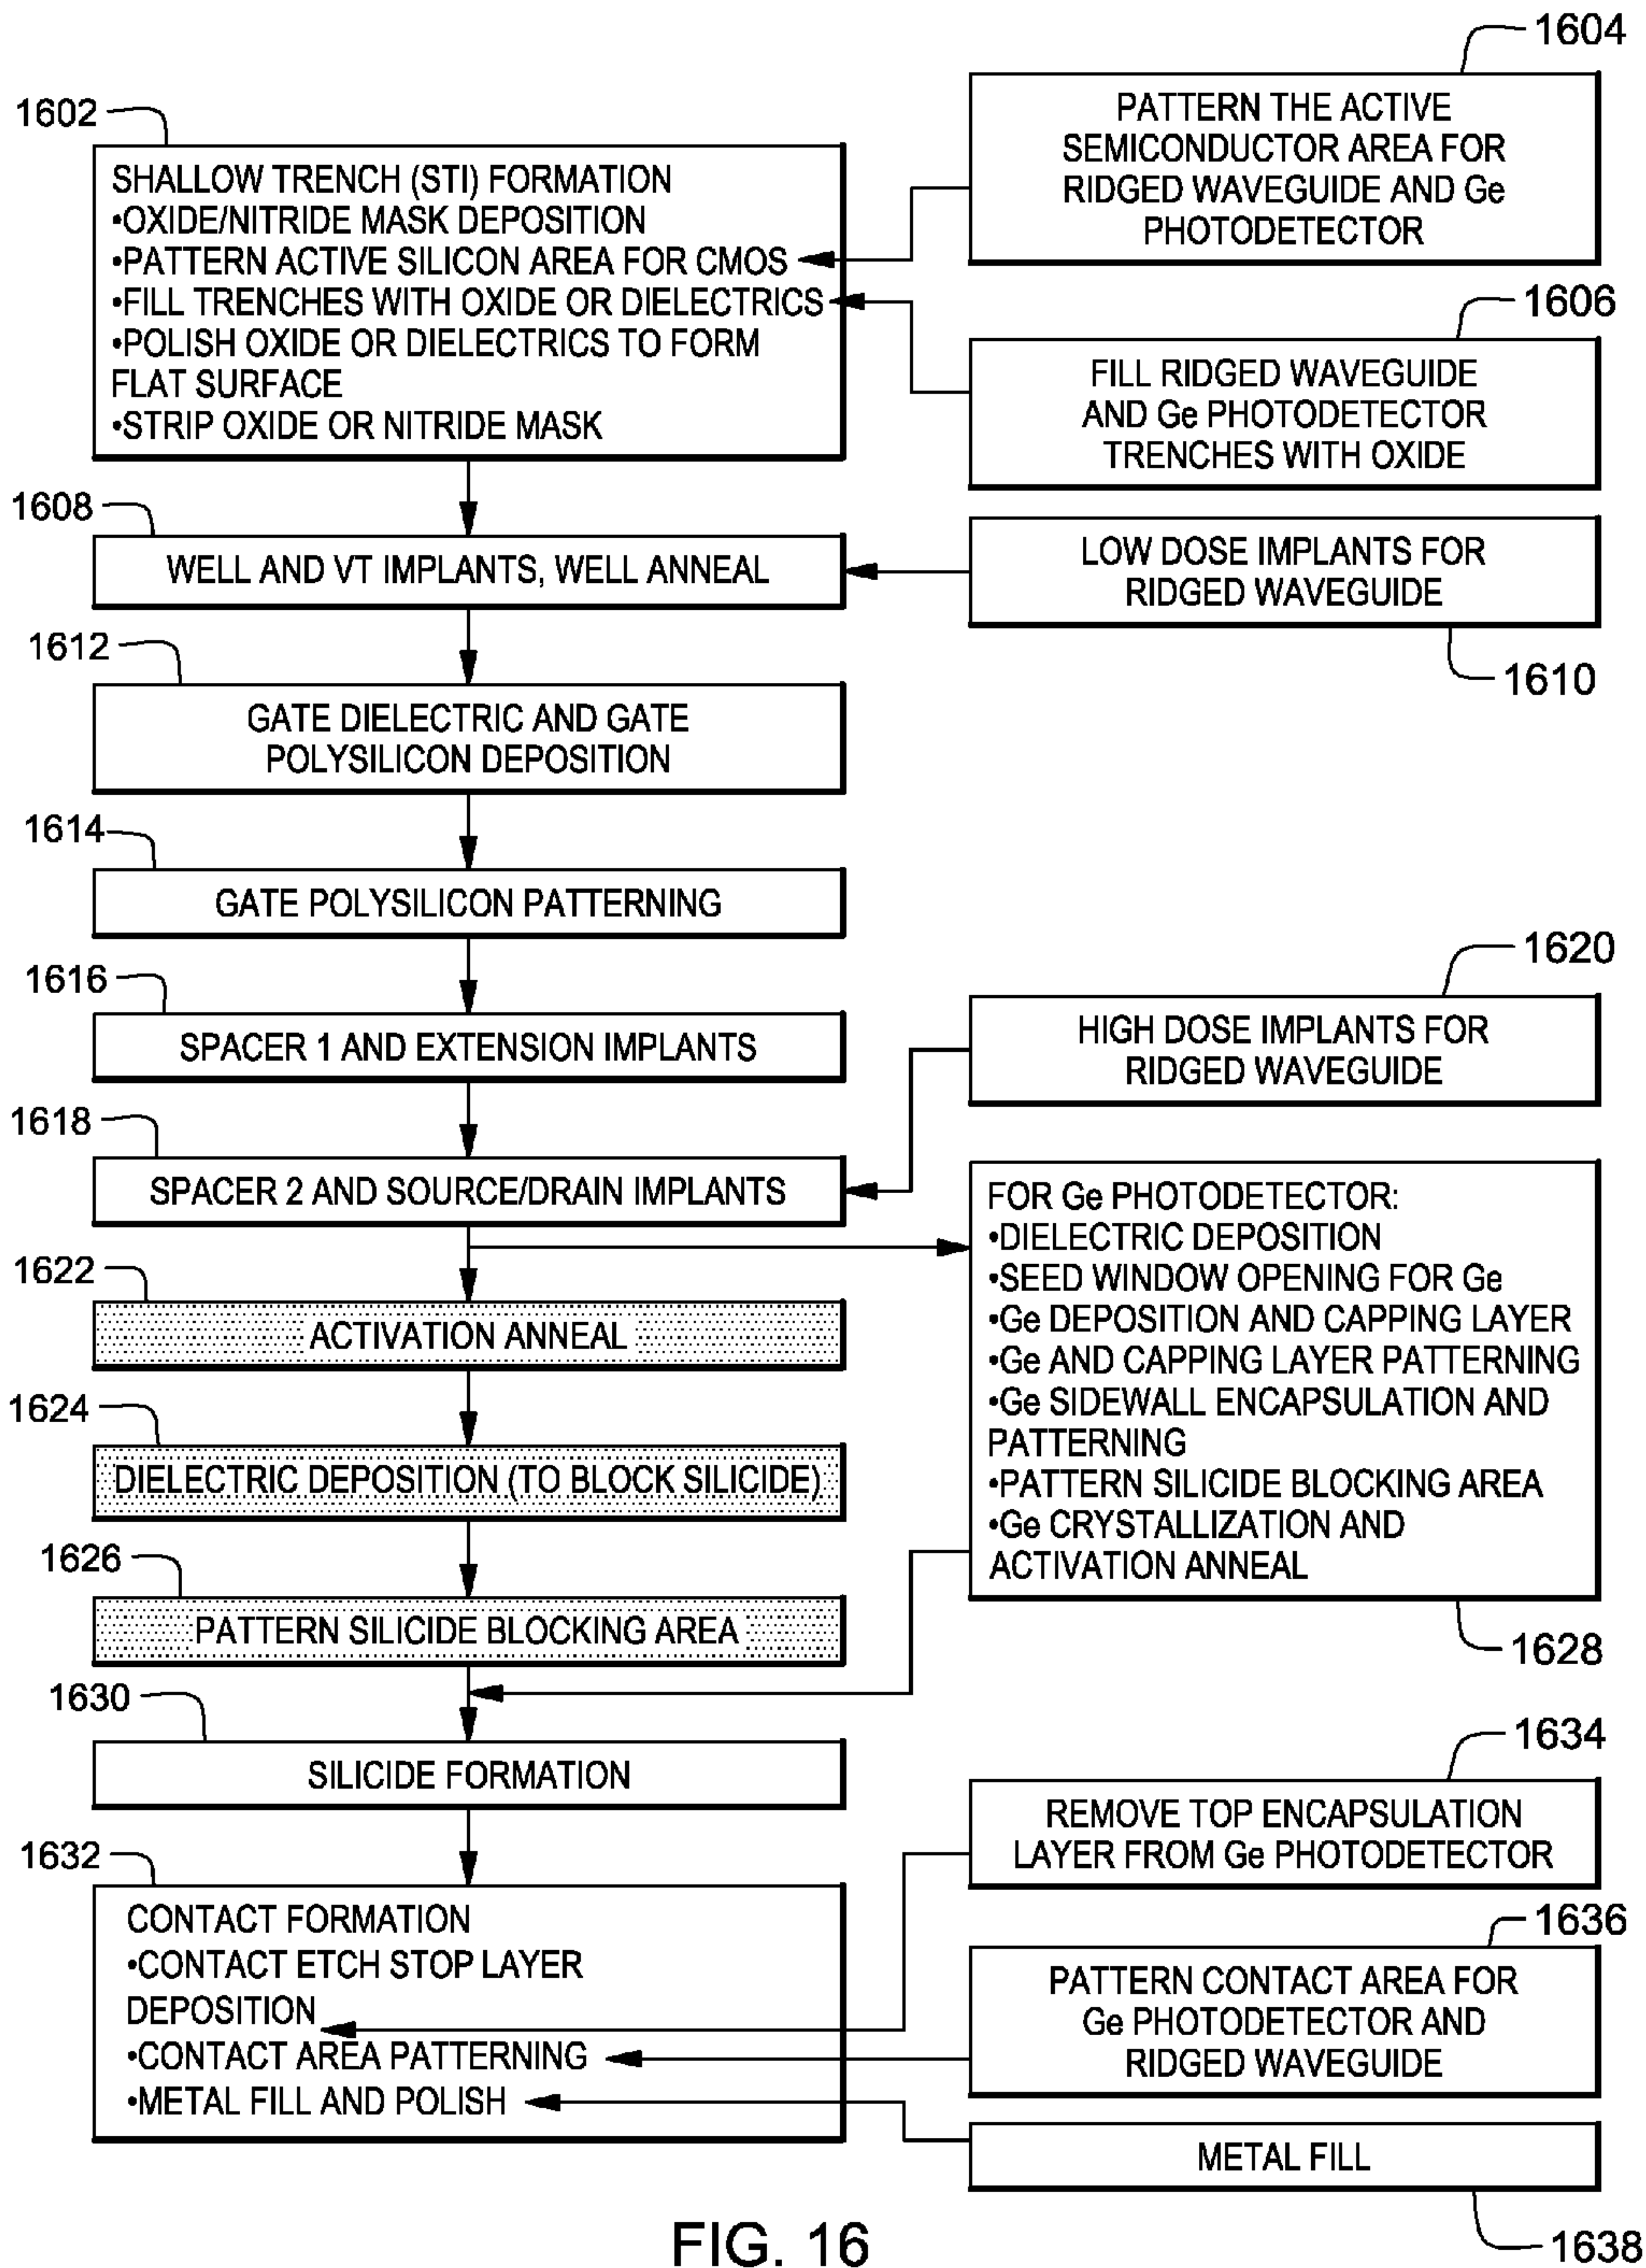 1602
SHALLOW TRENCH (STI) FORMATION
•OXIDE/NITRIDE MASK DEPOSITION
•PATTERN ACTIVE SILICON AREA FOR CMOS
•FILL TRENCHES WITH OXIDE OR DIELECTRICS
•POLISH OXIDE OR DIELECTRICS TO FORM
FLAT SURFACE
•STRIP OXIDE OR NITRIDE MASK
1604
PATTERN THE ACTIVE
SEMICONDUCTOR AREA FOR
RIDGED WAVEGUIDE AND Ge
PHOTODETECTOR
1606
FILL RIDGED WAVEGUIDE
AND Ge PHOTODETECTOR
TRENCHES WITH OXIDE
1608
WELL AND VT IMPLANTS, WELL ANNEAL
LOW DOSE IMPLANTS FOR
RIDGED WAVEGUIDE
1610
1612
GATE DIELECTRIC AND GATE
POLYSILICON DEPOSITION
1614
GATE POLYSILICON PATTERNING
1616
SPACER 1 AND EXTENSION IMPLANTS
1618
SPACER 2 AND SOURCE/DRAIN IMPLANTS
1620
HIGH DOSE IMPLANTS FOR
RIDGED WAVEGUIDE
1622
ACTIVATION ANNEAL
1624
DIELECTRIC DEPOSITION (TO BLOCK SILICIDE)
1626
PATTERN SILICIDE BLOCKING AREA
FOR Ge PHOTODETECTOR:
•DIELECTRIC DEPOSITION
•SEED WINDOW OPENING FOR Ge
•Ge DEPOSITION AND CAPPING LAYER
•Ge AND CAPPING LAYER PATTERNING
•Ge SIDEWALL ENCAPSULATION AND
PATTERNING
•PATTERN SILICIDE BLOCKING AREA
•Ge CRYSTALLIZATION AND
ACTIVATION ANNEAL
1628
1630
SILICIDE FORMATION
1632
CONTACT FORMATION
•CONTACT ETCH STOP LAYER
DEPOSITION
•CONTACT AREA PATTERNING
•METAL FILL AND POLISH
1634
REMOVE TOP ENCAPSULATION
LAYER FROM Ge PHOTODETECTOR
1636
PATTERN CONTACT AREA FOR
Ge PHOTODETECTOR AND
RIDGED WAVEGUIDE
METAL FILL
1638
FIG. 16